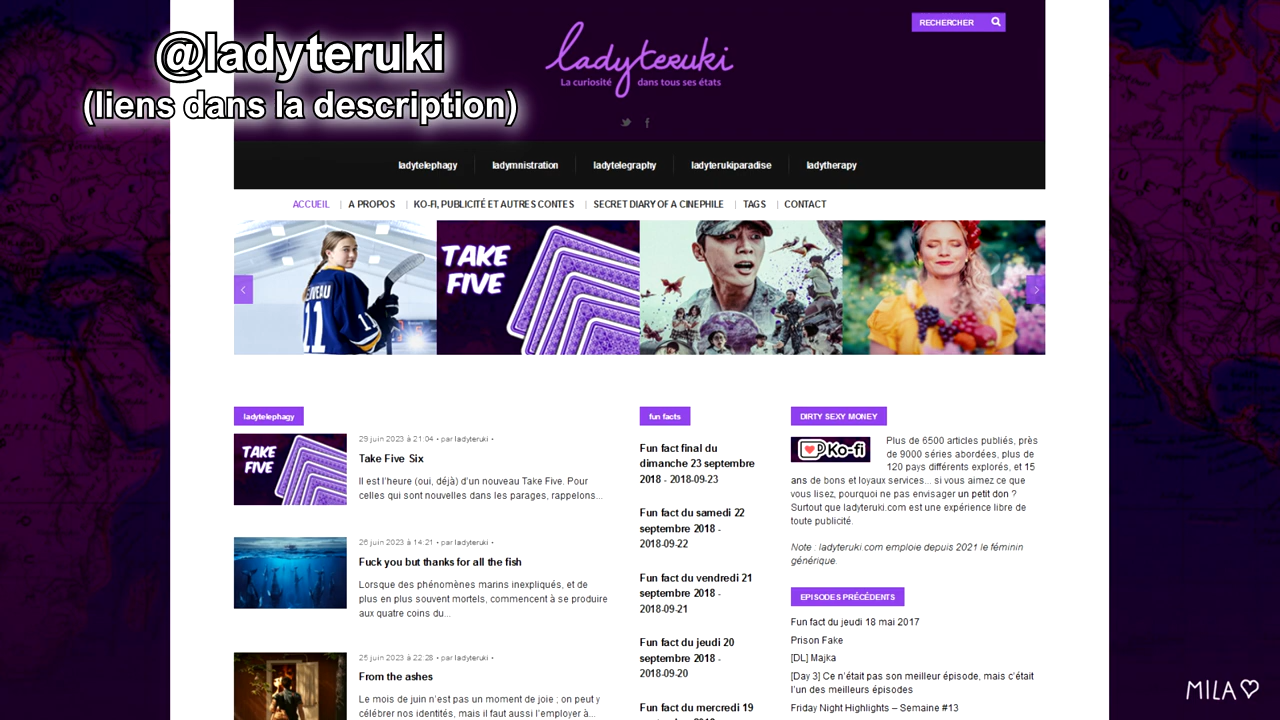 @ladyteruki
(liens dans la description)
RECHERCHER
ladyteruki
La curiosité dans tous ses états
ladytelephagy
ladymnistration
ladytelegraphy
ladyterukiparadise
ladytherapy
ACCUEIL | A PROPOS | KO-FI, PUBLICITÉ ET AUTRES CONTES | SECRET DIARY OF A CINEPHILE | TAGS | CONTACT
11
TAKE
FIVE
ladytelephagy
TAKE
FIVE
29 juin 2023 à 21:04 • par ladyteruki •
Take Five Six
Il est l'heure (oui, déjà) d'un nouveau Take Five. Pour
celles qui sont nouvelles dans les parages, rappelons...
26 juin 2023 à 14:21 • par ladyteruki •
Fuck you but thanks for all the fish
Lorsque des phénomènes marins inexpliqués, et de
plus en plus souvent mortels, commencent à se produire
aux quatre coins du...
25 juin 2023 à 22:28 • par ladyteruki •
From the ashes
Le mois de juin n'est pas un moment de joie ; on peut y
célébrer nos identités, mais il faut aussi l'employer à...
fun facts
Fun fact final du
dimanche 23 septembre
2018 - 2018-09-23
Fun fact du samedi 22
septembre 2018 -
2018-09-22
Fun fact du vendredi 21
septembre 2018 -
2018-09-21
Fun fact du jeudi 20
septembre 2018 -
2018-09-20
Fun fact du mercredi 19
DIRTY SEXY MONEY
Ko-fi
Plus de 6500 articles publiés, près
de 9000 séries abordées, plus de
120 pays différents explorés, et 15
ans de bons et loyaux services... si vous aimez ce que
vous lisez, pourquoi ne pas envisager un petit don ?
Surtout que ladyteruki.com est une expérience libre de
toute publicité.
Note : ladyteruki.com emploie depuis 2021 le féminin
générique.
EPISODES PRÉCÉDENTS
Fun fact du jeudi 18 mai 2017
Prison Fake
[DL] Majka
[Day 3] Ce n'était pas son meilleur épisode, mais c'était
l'un des meilleurs épisodes
Friday Night Highlights – Semaine #13
MILA